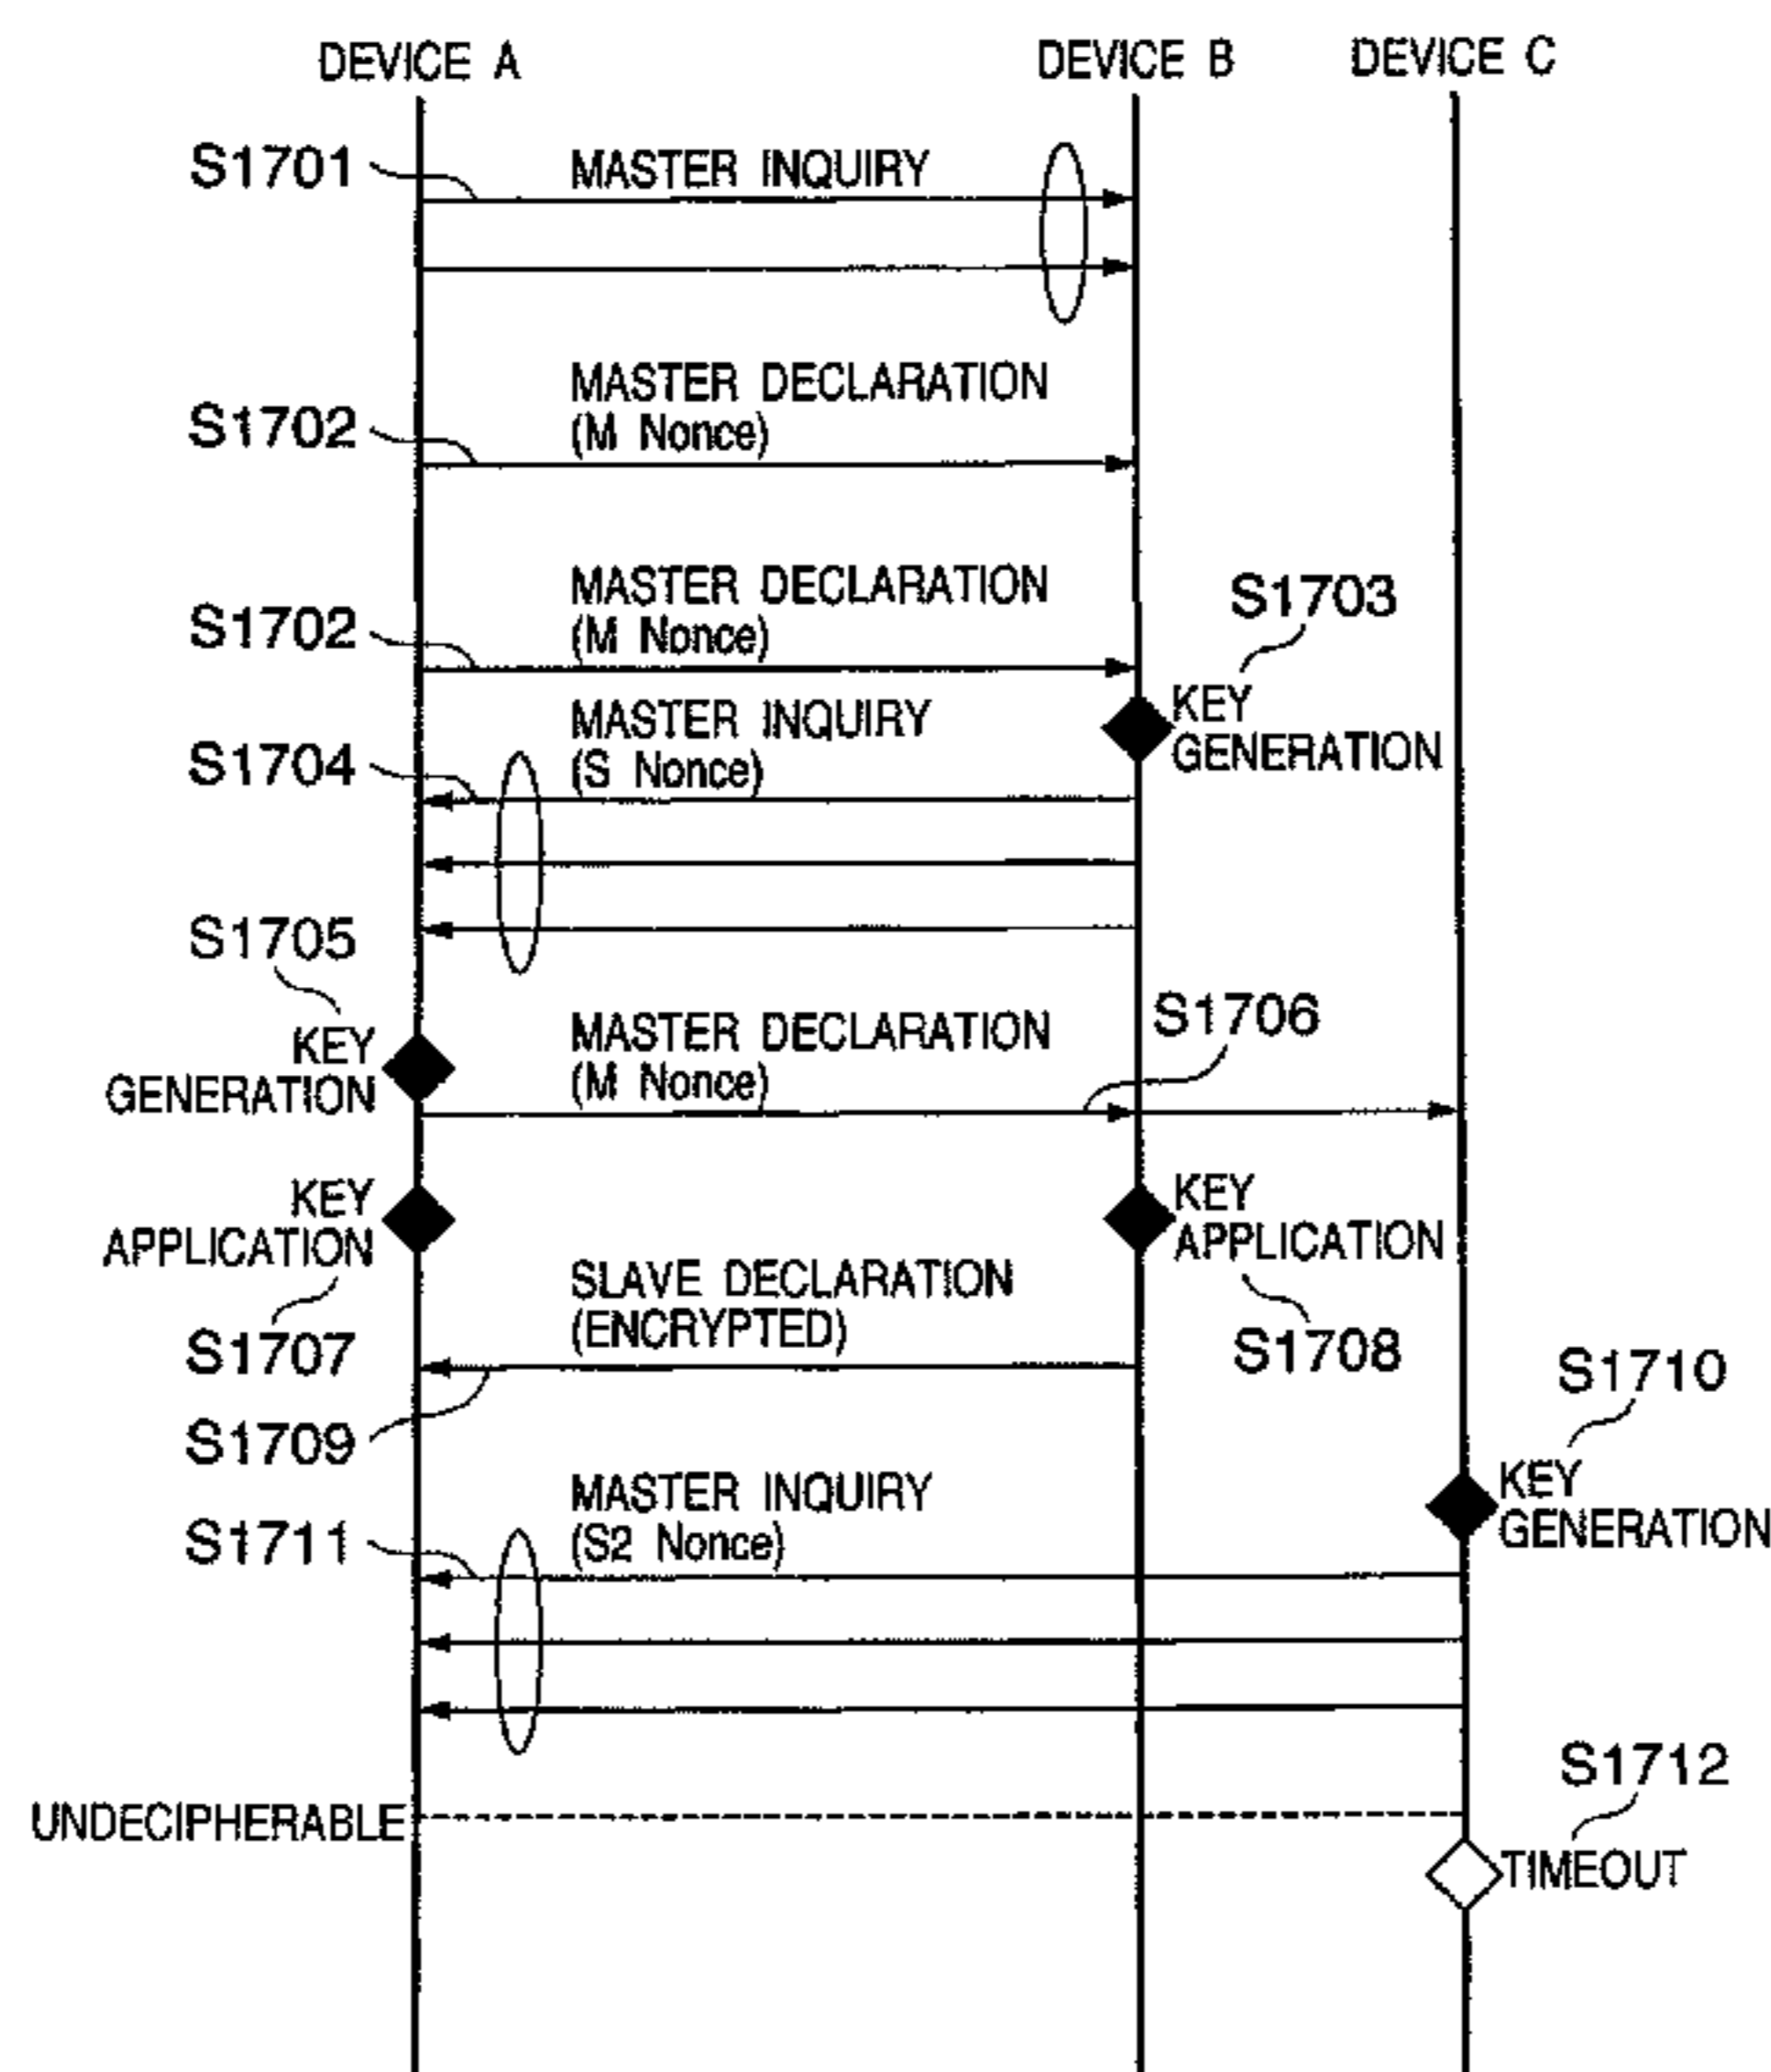 DEVICE A
DEVICE B
DEVICE C
S1701
MASTER INQUIRY
MASTER DECLARATION
S1702
(M Nonce)
MASTER DECLARATION
S1702
(M Nonce)
S1703
KEY
GENERATION
MASTER INQUIRY
S1704
(S Nonce)
S1705
KEY
GENERATION
MASTER DECLARATION
(M Nonce)
S1706
KEY
APPLICATION
KEY
APPLICATION
SLAVE DECLARATION
(ENCRYPTED)
S1707
S1708
S1709
S1710
KEY
GENERATION
MASTER INQUIRY
S1711
(S2 Nonce)
S1712
UNDECIPHERABLE
TIMEOUT